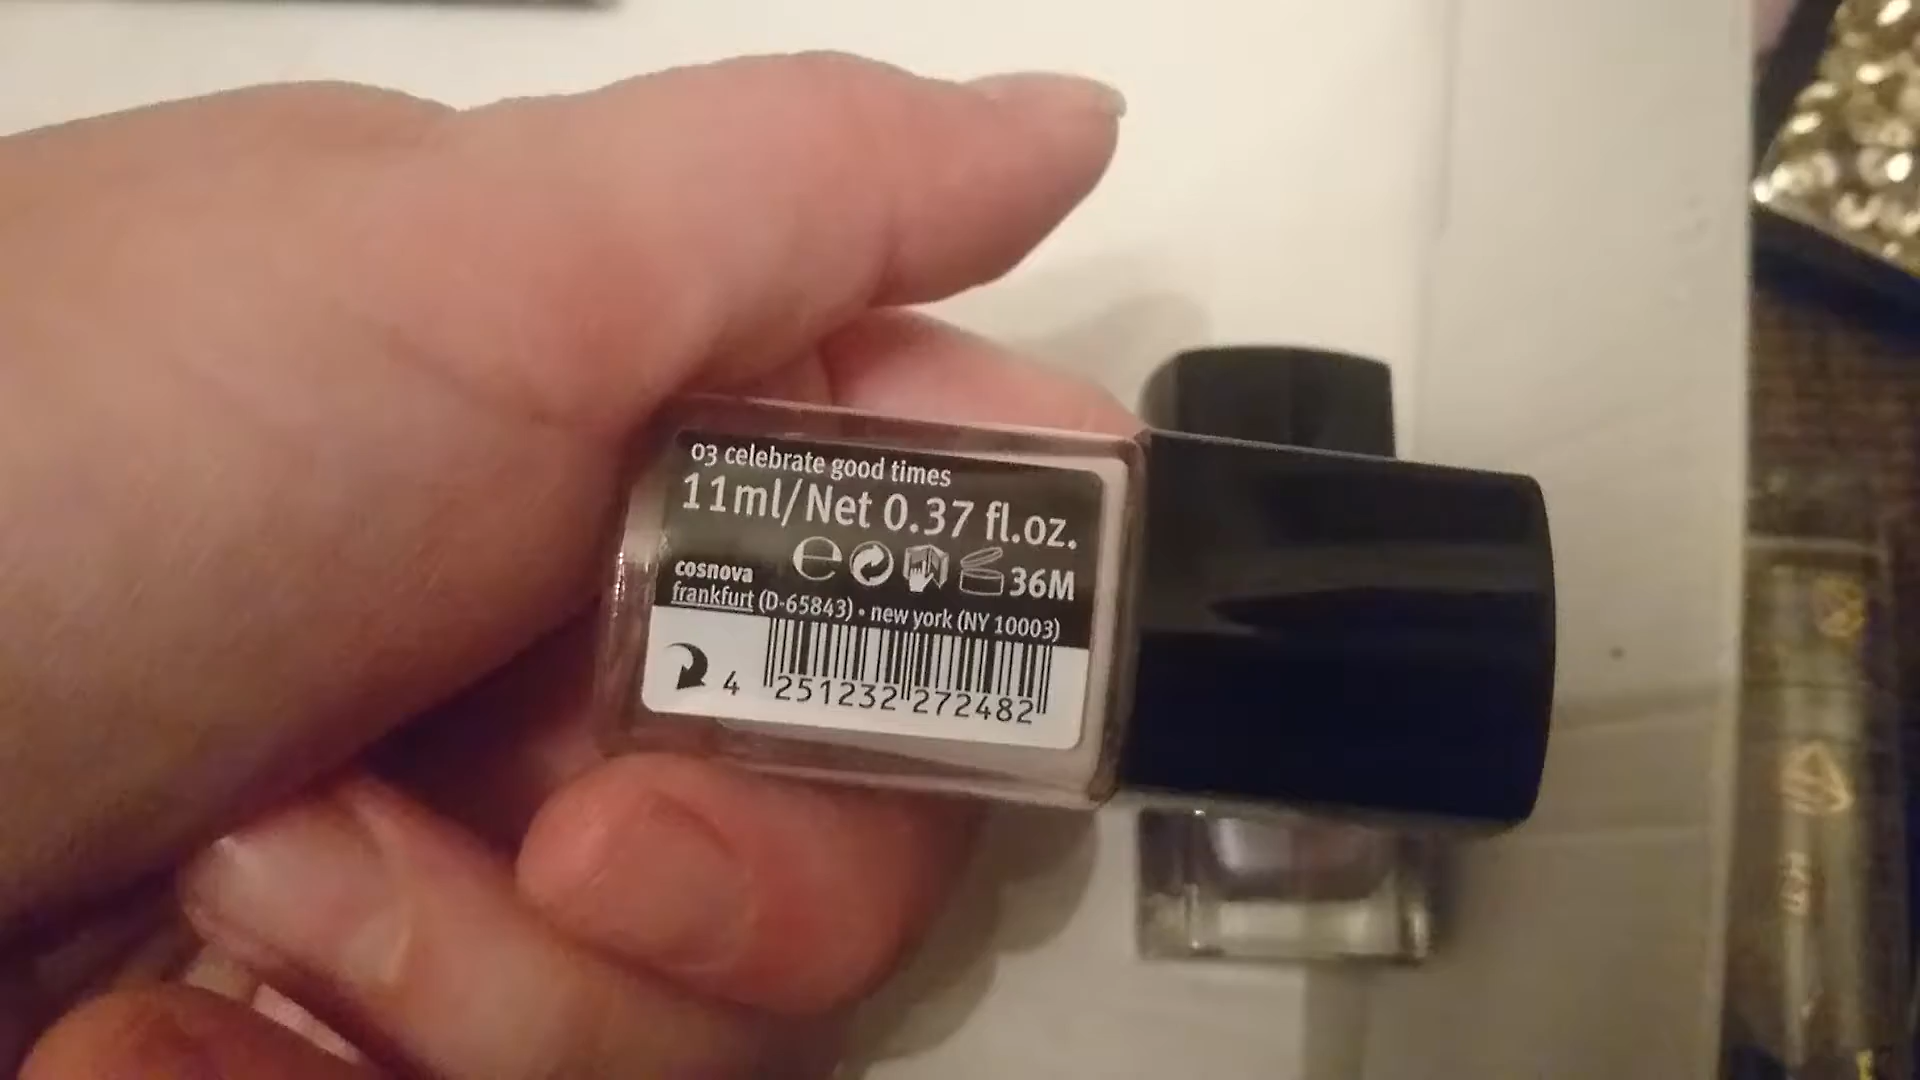 03 celebrate good times
11ml/Net 0.37 fl.oz.
36M
cosnova
frankfurt (D-65843) • new york (NY 10003)
4 251232 272482